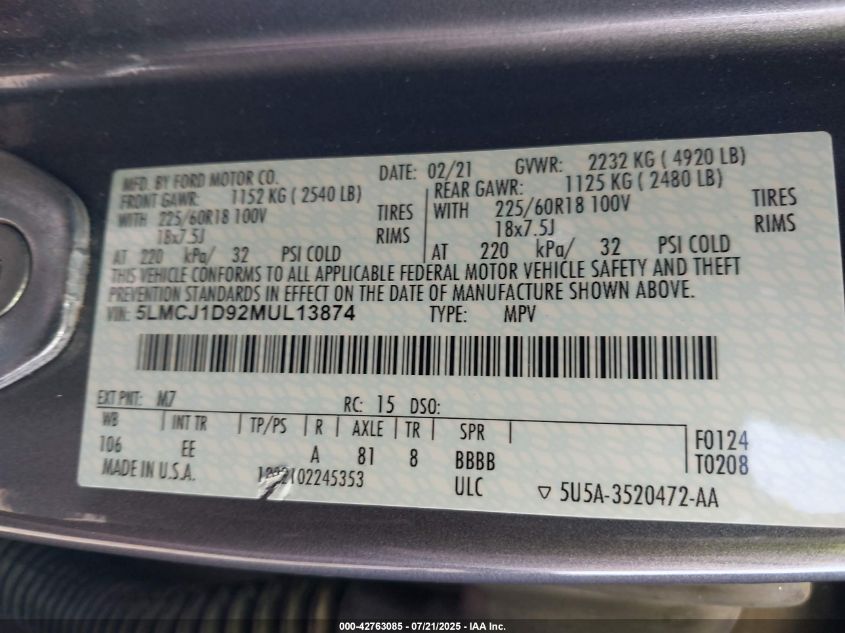 MFD. BY FORD MOTOR CO. DATE: 02/21 GVWR: 2232 KG ( 4920 LB)
FRONT GAWR: 1152 KG ( 2540 LB) REAR GAWR: 1125 KG ( 2480 LB)
WITH 225/60R18 100V TIRES WITH 225/60R18 100V TIRES
18x7.5J RIMS 18x7.5J RIMS
AT 220 kPa/ 32 PSI COLD AT 220 kPa/ 32 PSI COLD
THIS VEHICLE CONFORMS TO ALL APPLICABLE FEDERAL MOTOR VEHICLE SAFETY AND THEFT
PREVENTION STANDARDS IN EFFECT ON THE DATE OF MANUFACTURE SHOWN ABOVE.
VIN: 5LMCJ1D92MUL13874 TYPE: MPV
EXT PNT: M7 RC: 15 DSO:
WB INT TR TP/PS R AXLE TR SPR F0124
106 EE A 81 8 BBBB T0208
MADE IN U.S.A. ULC 5U5A-3520472-AA
000-42763085 - 07/21/2025 - IAA Inc.